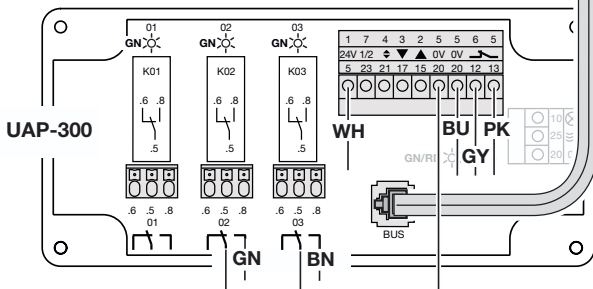 01 02 03
GN GN GN
1 7 4 3 2 5 5 6 5
24V 1/2 0V 0V
5 23 21 17 15 20 20 12 13
K01 K02 K03
.6 .8 .6 .8 .6 .8
.5 .5 .5
UAP-300
WH BU PK
GY
GN/RD
10
25
20
.6 .5 .8 .6 .5 .8 .6 .5 .8
BUS
01 02 03
GN BN